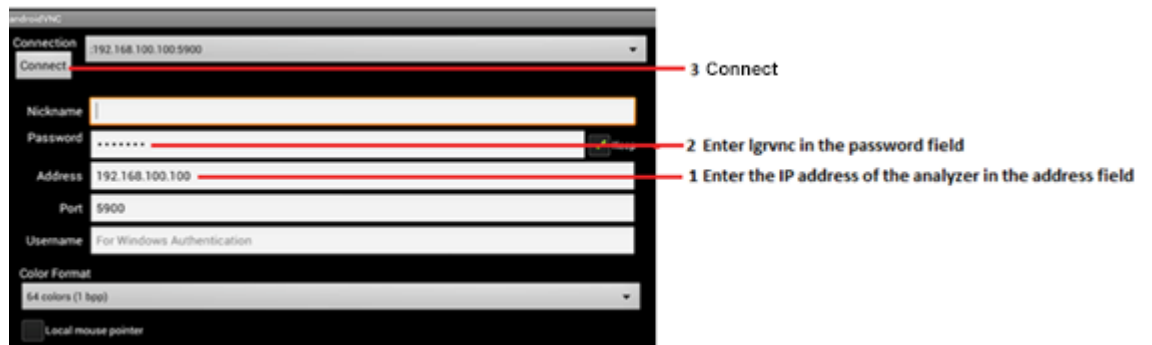 androidVNC
Connection
:192.168.100.100:5900
Connect
3 Connect
Nickname
Password
•••••••
2 Enter lgrvnc in the password field
Address
192.168.100.100
1 Enter the IP address of the analyzer in the address field
Port
5900
Username
For Windows Authentication
Color Format
64 colors (1 bpp)
Local mouse pointer